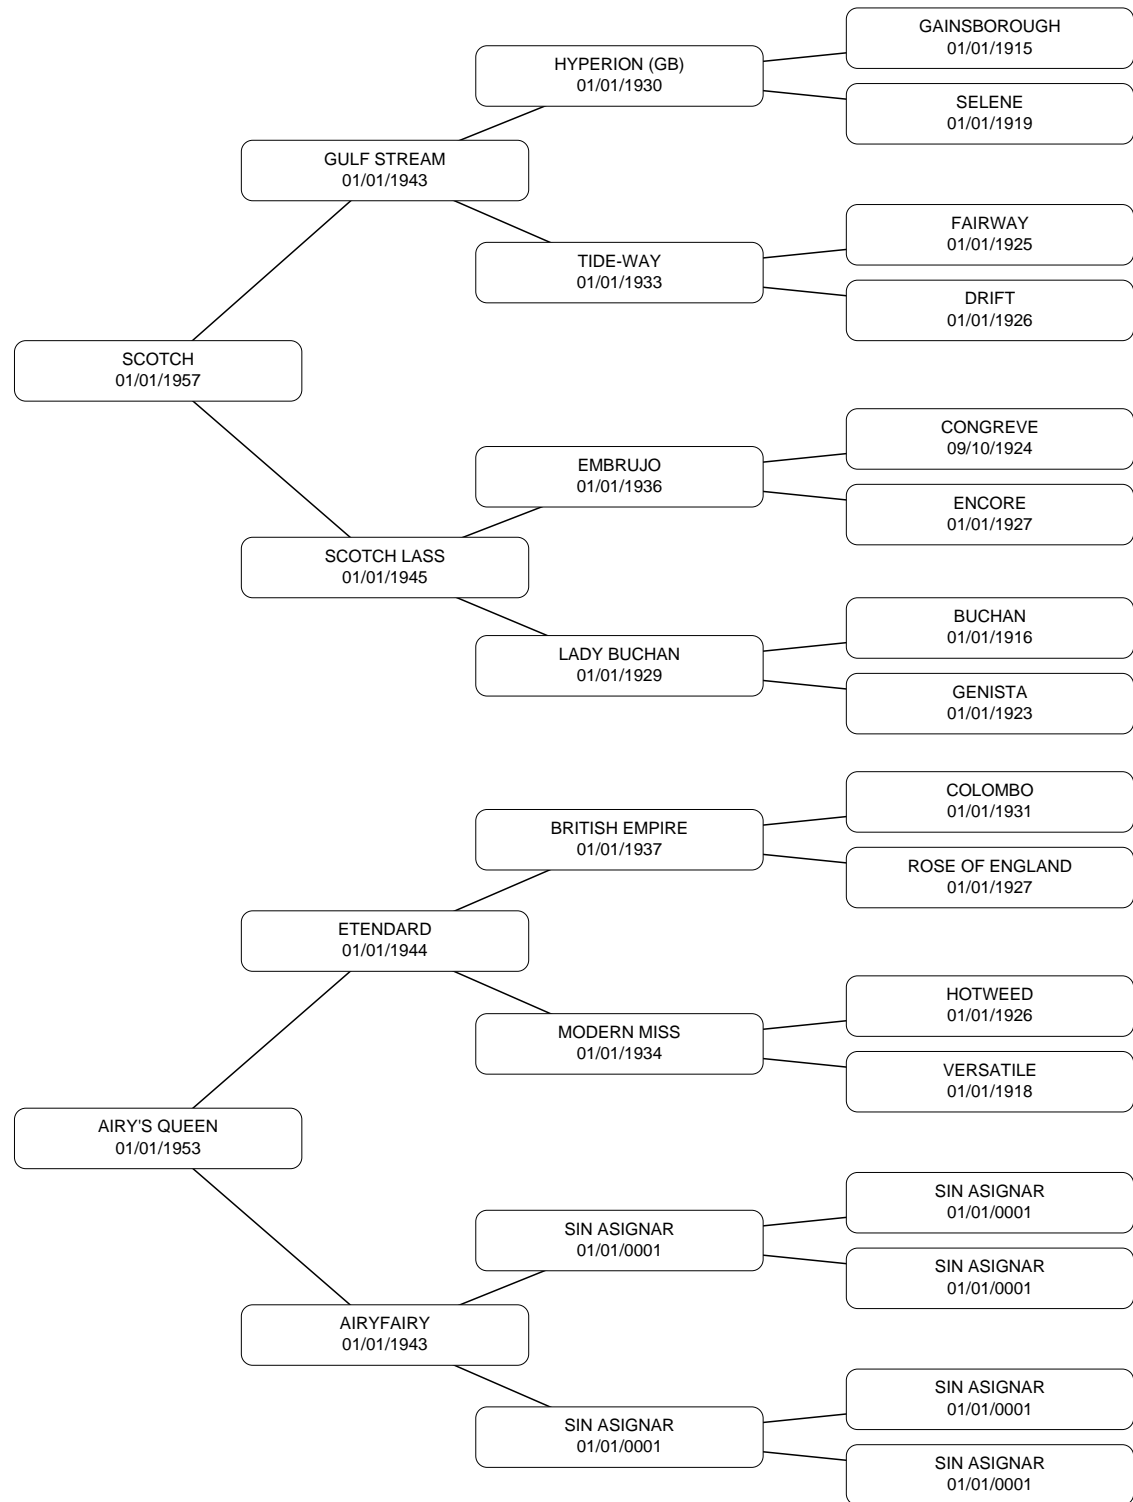 GAINSBOROUGH
01/01/1915
HYPERION (GB)
01/01/1930
SELENE
01/01/1919
GULF STREAM
01/01/1943
FAIRWAY
01/01/1925
TIDE-WAY
01/01/1933
DRIFT
01/01/1926
SCOTCH
01/01/1957
CONGREVE
09/10/1924
EMBRUJO
01/01/1936
ENCORE
01/01/1927
SCOTCH LASS
01/01/1945
BUCHAN
01/01/1916
LADY BUCHAN
01/01/1929
GENISTA
01/01/1923
COLOMBO
01/01/1931
BRITISH EMPIRE
01/01/1937
ROSE OF ENGLAND
01/01/1927
ETENDARD
01/01/1944
HOTWEED
01/01/1926
MODERN MISS
01/01/1934
VERSATILE
01/01/1918
AIRY'S QUEEN
01/01/1953
SIN ASIGNAR
01/01/0001
SIN ASIGNAR
01/01/0001
SIN ASIGNAR
01/01/0001
AIRYFAIRY
01/01/1943
SIN ASIGNAR
01/01/0001
SIN ASIGNAR
01/01/0001
SIN ASIGNAR
01/01/0001